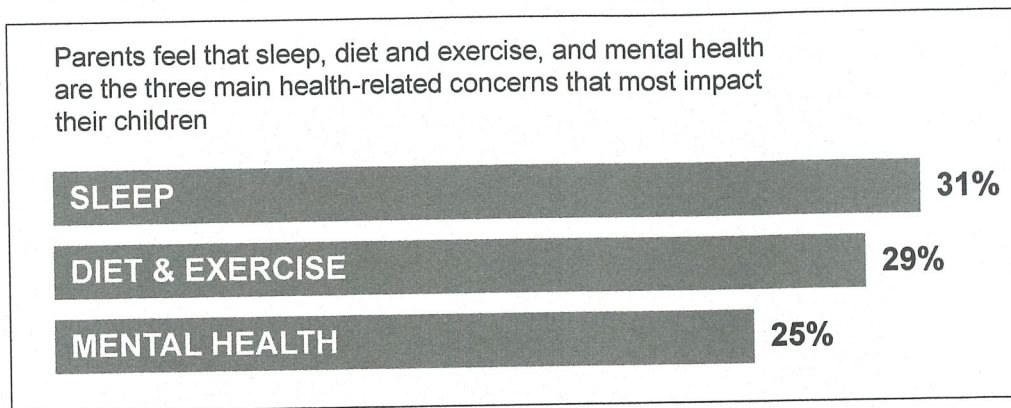 Parents feel that sleep, diet and exercise, and mental health
are the three main health-related concerns that most impact
their children
SLEEP 31%
DIET & EXERCISE 29%
MENTAL HEALTH 25%